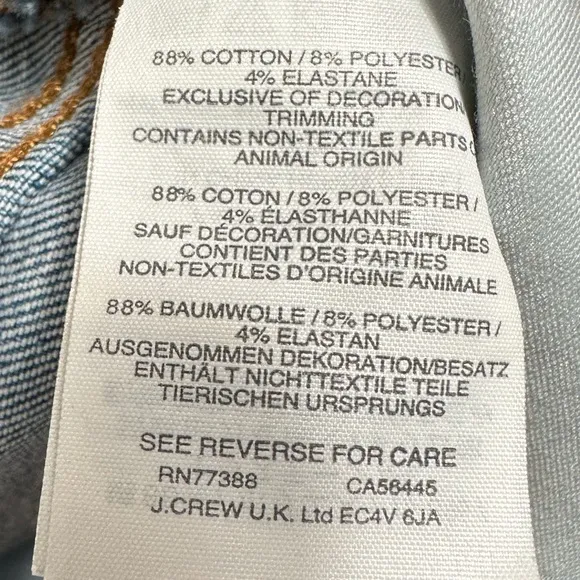 88% COTTON / 8% POLYESTER/
4% ELASTANE
EXCLUSIVE OF DECORATION
TRIMMING
CONTAINS NON-TEXTILE PARTS
ANIMAL ORIGIN
88% COTON / 8% POLYESTER /
4% ÉLASTHANNE
SAUF DÉCORATION/GARNITURES
CONTIENT DES PARTIES
NON-TEXTILES D'ORIGINE ANIMALE
88% BAUMWOLLE / 8% POLYESTER /
4% ELASTAN
AUSGENOMMEN DEKORATION/BESATZ
ENTHÄLT NICHTTEXTILE TEILE
TIERISCHEN URSPRUNGS
SEE REVERSE FOR CARE
RN77388 CA56445
J.CREW U.K. Ltd EC4V 6JA